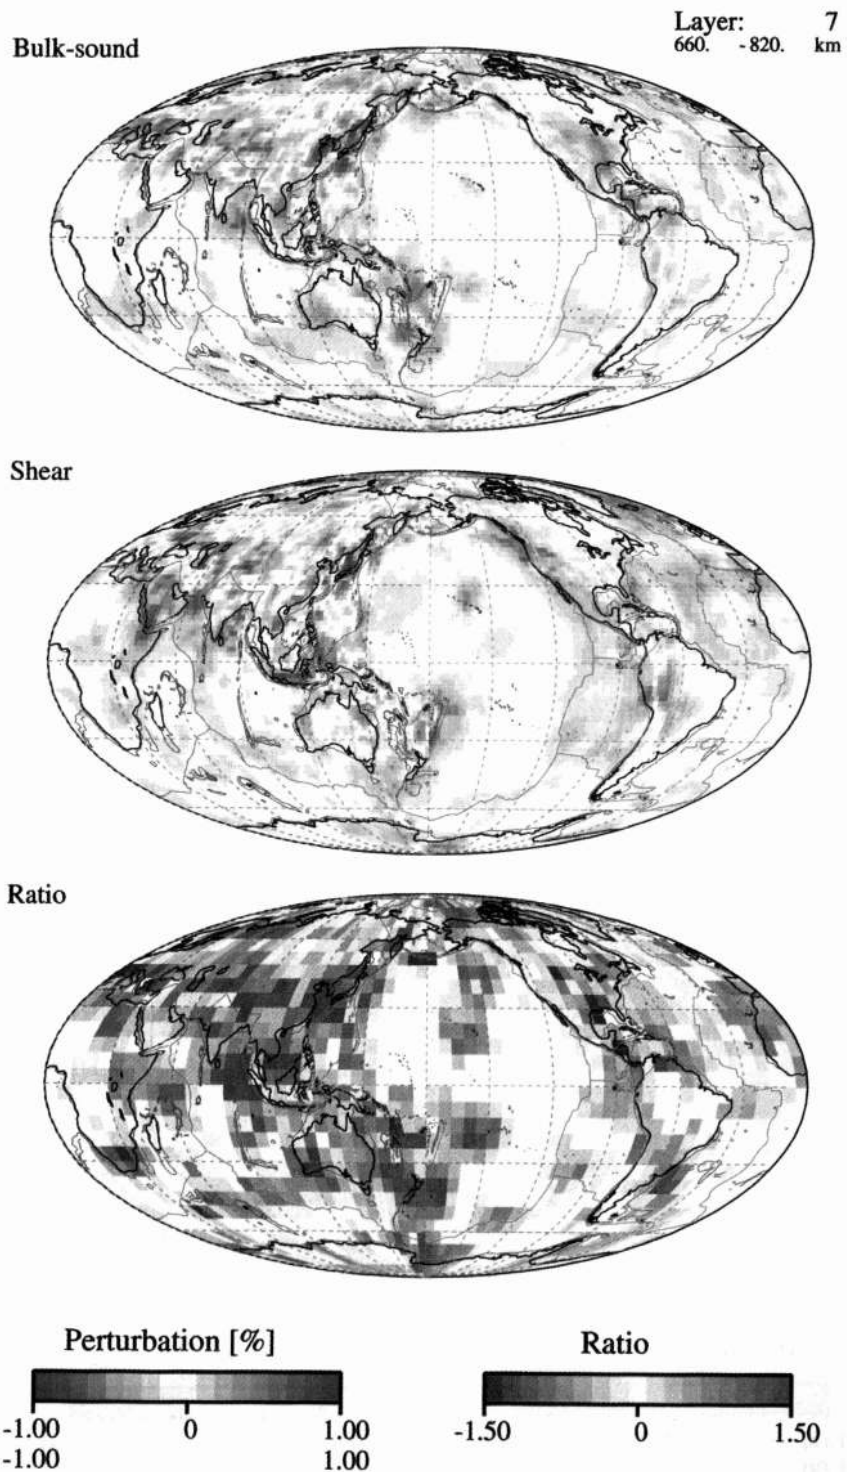 Layer: 7
660. - 820. km
Bulk-sound
Shear
Ratio
Perturbation [%]
-1.00 0 1.00
-1.00 1.00
Ratio
-1.50 0 1.50